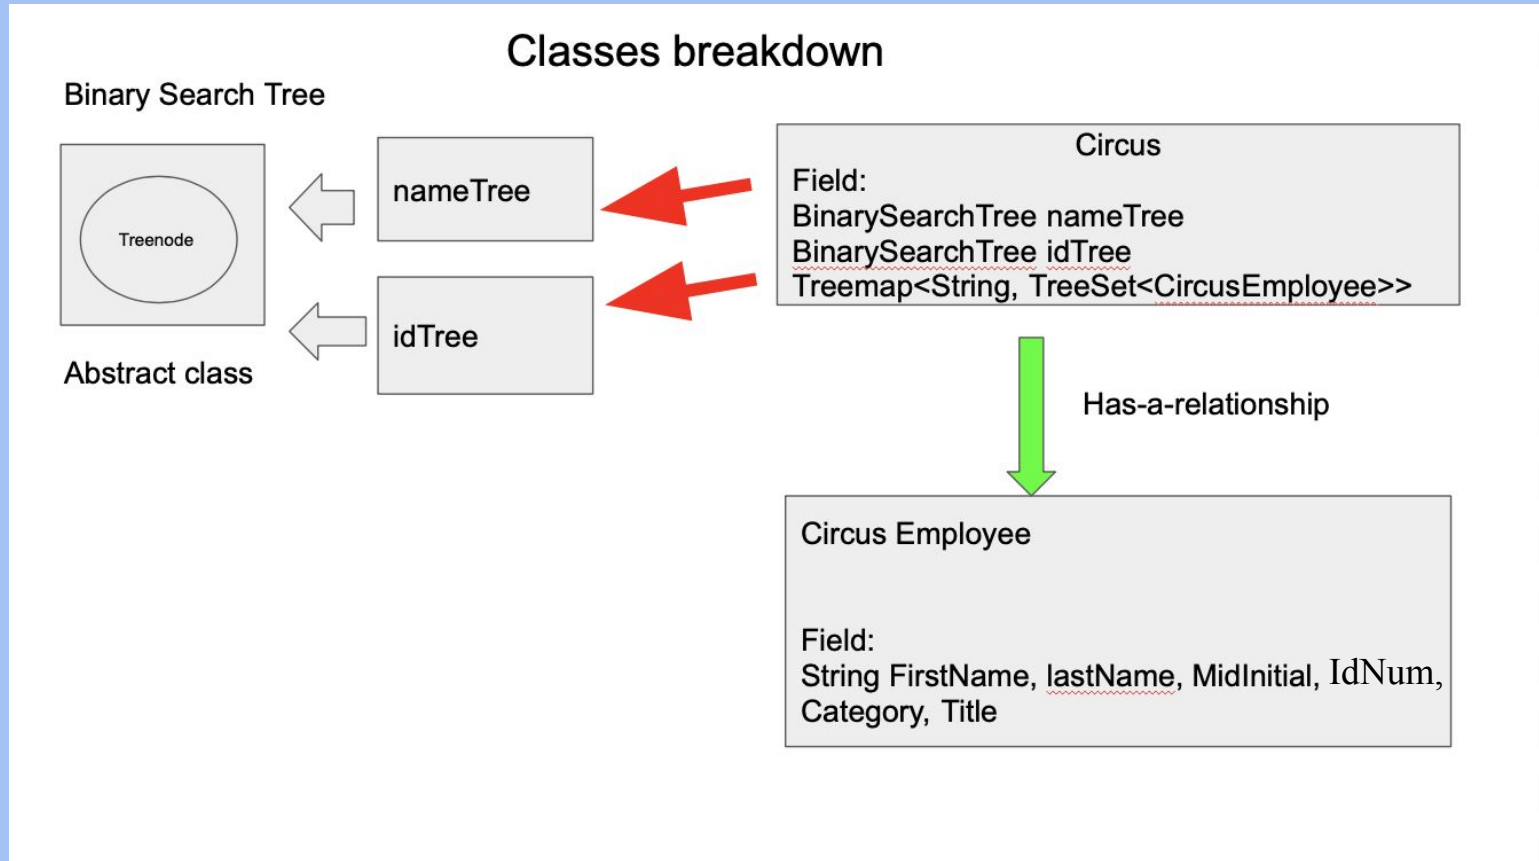 Classes breakdown
Binary Search Tree
Treenode
Abstract class
nameTree
idTree
Circus
Field:
BinarySearchTree nameTree
BinarySearchTree idTree
Treemap<String, TreeSet<CircusEmployee>>
Has-a-relationship
Circus Employee
Field:
String FirstName, lastName, MidInitial, IdNum,
Category, Title